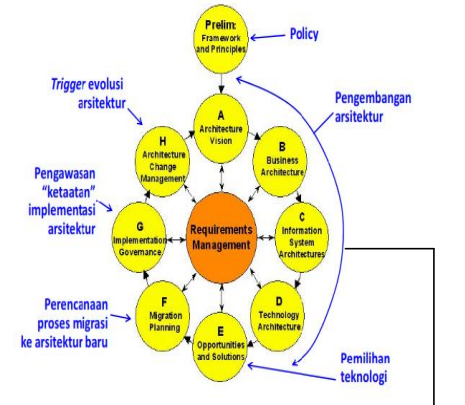 Prelim:
Framework
and Principles
Policy
Trigger evolusi
arsitektur
Pengembangan
arsitektur
A
Architecture
Vision
H
Architecture
Change
Management
B
Business
Architecture
Pengawasan
"ketaatan"
implementasi
arsitektur
G
Implementation
Governance
Requirements
Management
C
Information
System
Architectures
F
Migration
Planning
D
Technology
Architecture
Perencanaan
proses migrasi
ke arsitektur baru
E
Opportunities
and Solutions
Pemilihan
teknologi